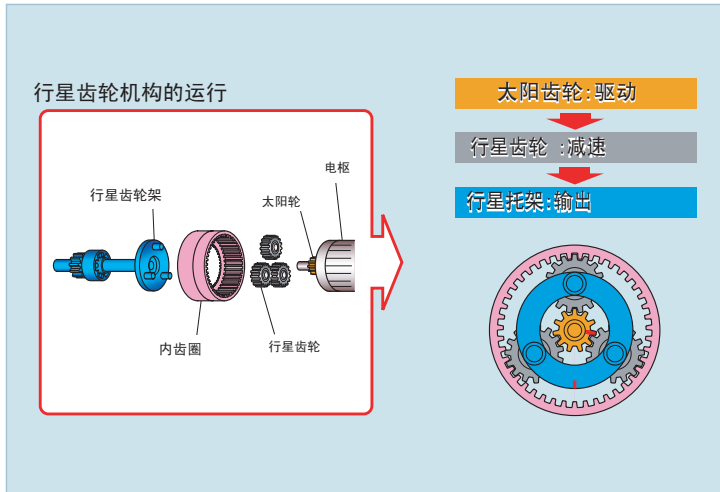 行星齿轮机构的运行
电枢
行星齿轮架
太阳轮
内齿圈
行星齿轮
太阳齿轮:驱动
行星齿轮 :减速
行星托架:输出